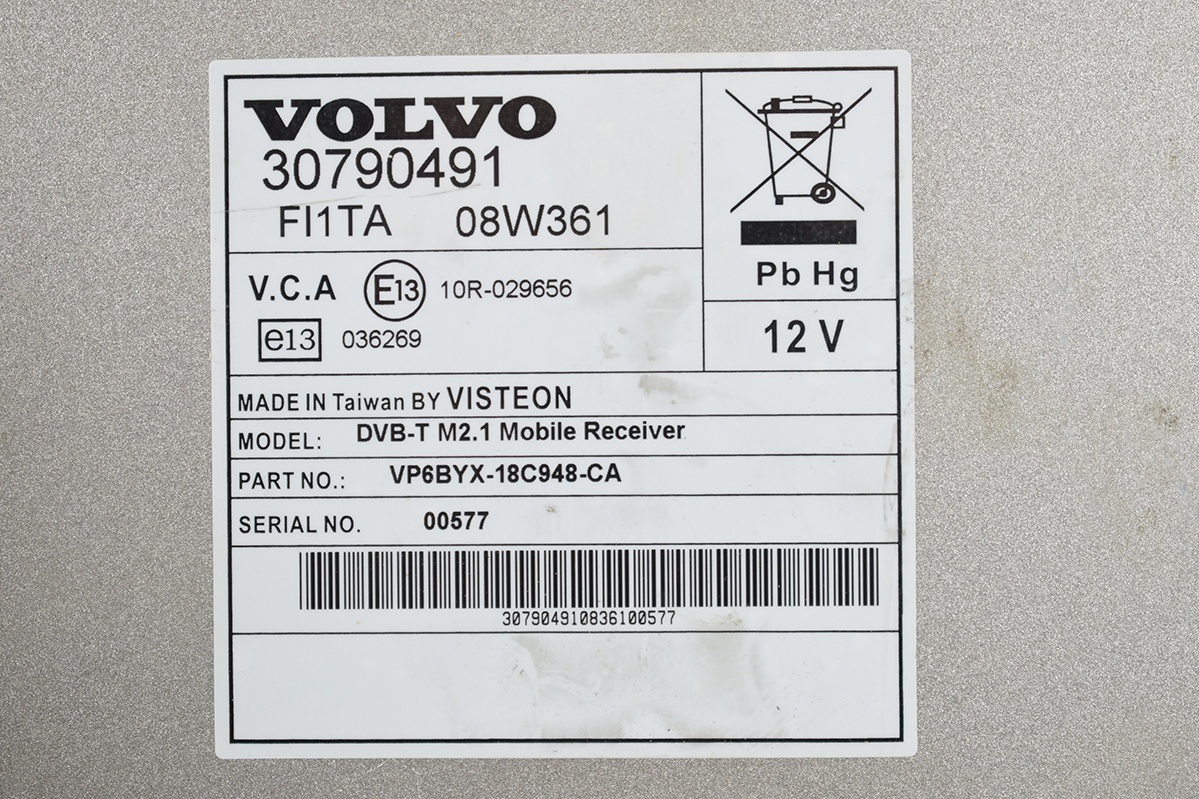 VOLVO
30790491
FI1TA 08W361
Pb Hg
V.C.A E13 10R-029656
e13 036269
12 V
MADE IN Taiwan BY VISTEON
MODEL: DVB-T M2.1 Mobile Receiver
PART NO.: VP6BYX-18C948-CA
SERIAL NO. 00577
307904910836100577